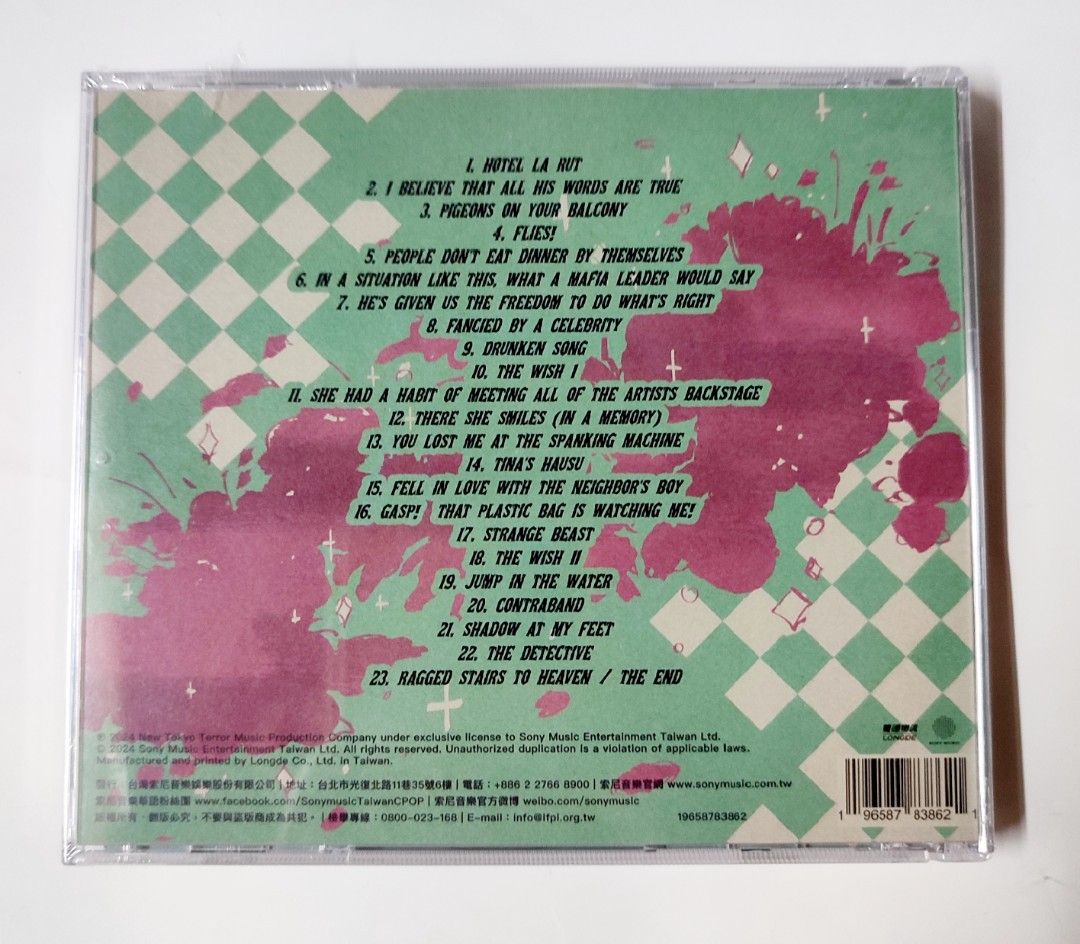 1. HOTEL LA RUT
2. I BELIEVE THAT ALL HIS WORDS ARE TRUE
3. PIGEONS ON YOUR BALCONY
4. FLIES!
5. PEOPLE DON'T EAT DINNER BY THEMSELVES
6. IN A SITUATION LIKE THIS, WHAT A MAFIA LEADER WOULD SAY
7. HE'S GIVEN US THE FREEDOM TO DO WHAT'S RIGHT
8. FANCIED BY A CELEBRITY
9. DRUNKEN SONG
10. THE WISH I
11. SHE HAD A HABIT OF MEETING ALL OF THE ARTISTS BACKSTAGE
12. THERE SHE SMILES (IN A MEMORY)
13. YOU LOST ME AT THE SPANKING MACHINE
14. TINA'S HAUSU
15. FELL IN LOVE WITH THE NEIGHBOR'S BOY
16. GASP! THAT PLASTIC BAG IS WATCHING ME!
17. STRANGE BEAST
18. THE WISH II
19. JUMP IN THE WATER
20. CONTRABAND
21. SHADOW AT MY FEET
22. THE DETECTIVE
23. RAGGED STAIRS TO HEAVEN / THE END
℗ 2024 New Tokyo Terror Music Production Company under exclusive license to Sony Music Entertainment Taiwan Ltd.
© 2024 Sony Music Entertainment Taiwan Ltd. All rights reserved. Unauthorized duplication is a violation of applicable laws.
Manufactured and printed by Longde Co., Ltd. in Taiwan.
發行：台灣索尼音樂娛樂股份有限公司 | 地址：台北市光復北路11巷35號6樓 | 電話：+886 2 2766 8900 | 索尼音樂官網 www.sonymusic.com.tw
索尼音樂華語粉絲團 www.facebook.com/SonymusicTaiwanCPOP | 索尼音樂官方微博 weibo.com/sonymusic
版權所有．翻版必究，不要與盜版商成為共犯。 | 檢舉專線：0800-023-168 | E-mail：info@ifpi.org.tw
19658783862
LONGDE
SONY MUSIC
1 96587 83862 1